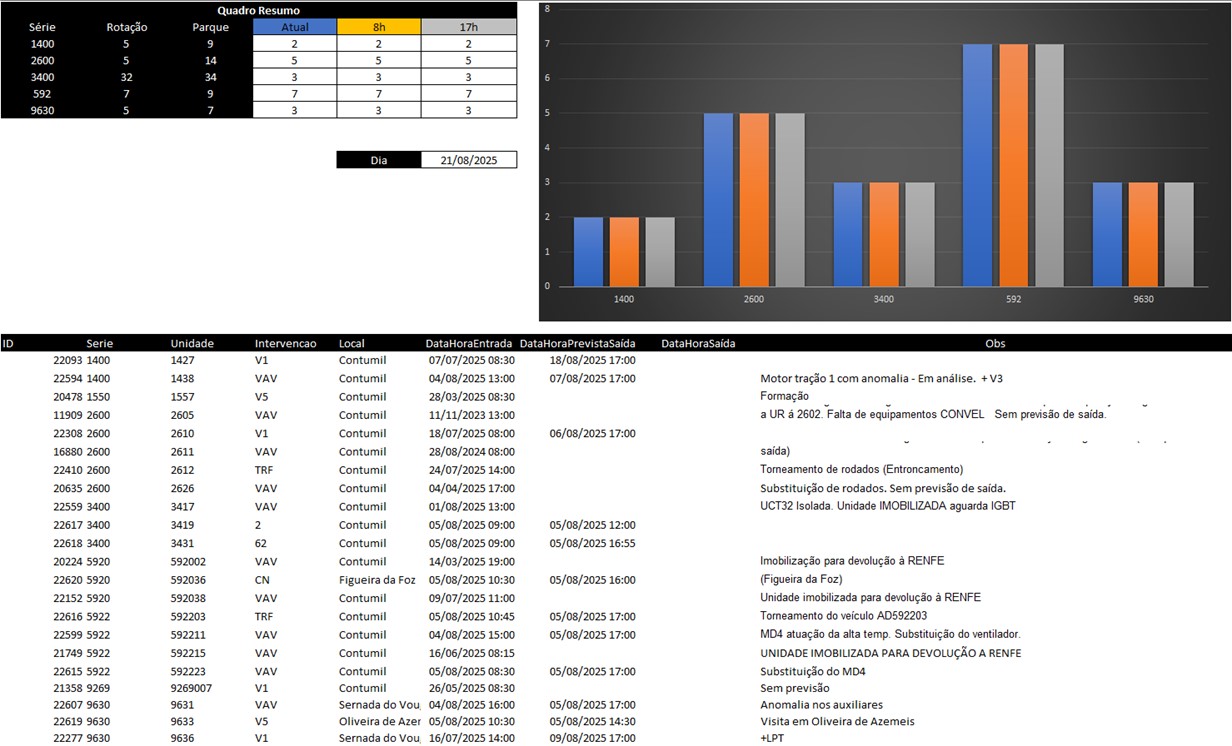 Quadro Resumo
Série Rotação Parque Atual 8h 17h
1400 5 9 2 2 2
2600 5 14 5 5 5
3400 32 34 3 3 3
592 7 9 7 7 7
9630 5 7 3 3 3
Dia 21/08/2025
8
7
6
5
4
3
2
1
0
1400 2600 3400 592 9630
ID Serie Unidade Intervencao Local DataHoraEntrada DataHoraPrevistaSaída DataHoraSaída Obs
22093 1400 1427 V1 Contumil 07/07/2025 08:30 18/08/2025 17:00
22594 1400 1438 VAV Contumil 04/08/2025 13:00 07/08/2025 17:00 Motor tração 1 com anomalia - Em análise. + V3
20478 1550 1557 V5 Contumil 28/03/2025 08:30 Formação
11909 2600 2605 VAV Contumil 11/11/2023 13:00 a UR á 2602. Falta de equipamentos CONVEL Sem previsão de saída.
22308 2600 2610 V1 Contumil 18/07/2025 08:00 06/08/2025 17:00
16880 2600 2611 VAV Contumil 28/08/2024 08:00 saída)
22410 2600 2612 TRF Contumil 24/07/2025 14:00 Torneamento de rodados (Entroncamento)
20635 2600 2626 VAV Contumil 04/04/2025 17:00 Substituição de rodados. Sem previsão de saída.
22559 3400 3417 VAV Contumil 01/08/2025 13:00 UCT32 Isolada. Unidade IMOBILIZADA aguarda IGBT
22617 3400 3419 2 Contumil 05/08/2025 09:00 05/08/2025 12:00
22618 3400 3431 62 Contumil 05/08/2025 09:00 05/08/2025 16:55
20224 5920 592002 VAV Contumil 14/03/2025 19:00 Imobilização para devolução à RENFE
22620 5920 592036 CN Figueira da Foz 05/08/2025 10:30 05/08/2025 16:00 (Figueira da Foz)
22152 5920 592038 VAV Contumil 09/07/2025 11:00 Unidade imobilizada para devolução à RENFE
22616 5922 592203 TRF Contumil 05/08/2025 10:45 05/08/2025 17:00 Torneamento do veículo AD592203
22599 5922 592211 VAV Contumil 04/08/2025 15:00 05/08/2025 17:00 MD4 atuação da alta temp. Substituição do ventilador.
21749 5922 592215 VAV Contumil 16/06/2025 08:15 UNIDADE IMOBILIZADA PARA DEVOLUÇÃO A RENFE
22615 5922 592223 VAV Contumil 05/08/2025 08:30 05/08/2025 17:00 Substituição do MD4
21358 9269 9269007 V1 Contumil 26/05/2025 08:30 Sem previsão
22607 9630 9631 VAV Sernada do Vou 04/08/2025 16:00 05/08/2025 17:00 Anomalia nos auxiliares
22619 9630 9633 V5 Oliveira de Azer 05/08/2025 10:30 05/08/2025 14:30 Visita em Oliveira de Azemeis
22277 9630 9636 V1 Sernada do Vou 16/07/2025 14:00 09/08/2025 17:00 +LPT